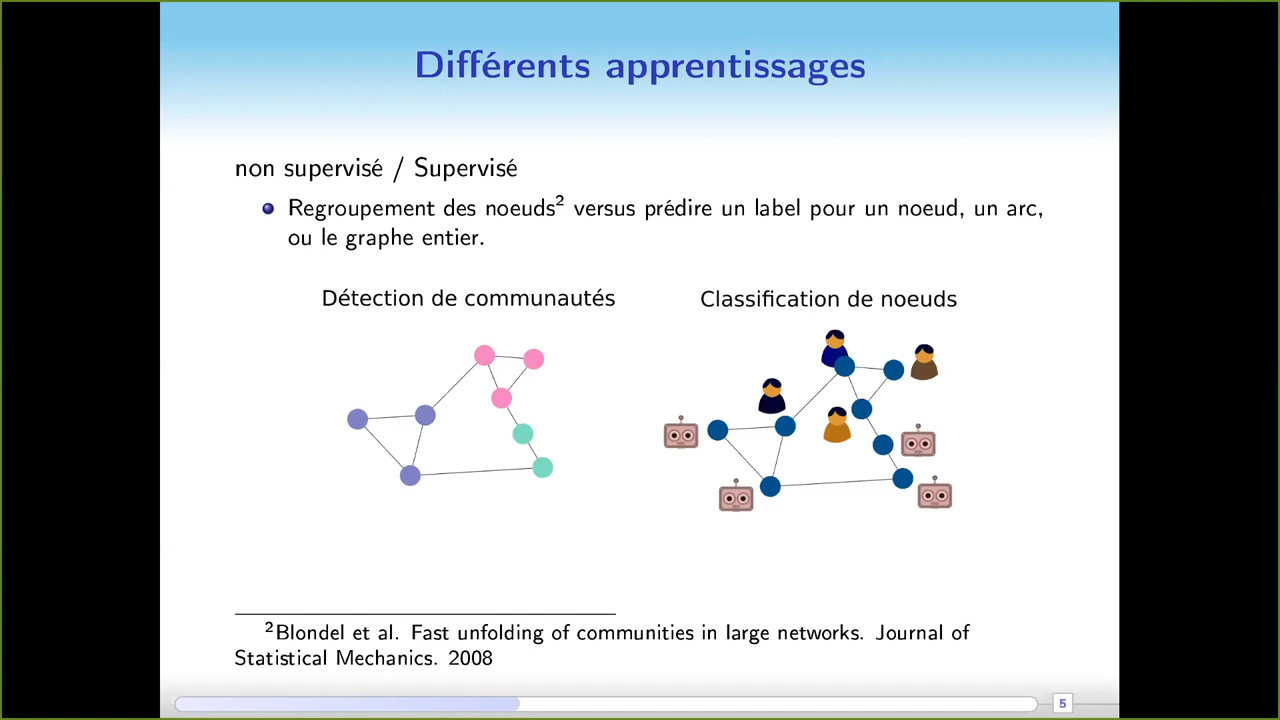 Différents apprentissages
non supervisé / Supervisé
Regroupement des noeuds² versus prédire un label pour un noeud, un arc,
ou le graphe entier.
Détection de communautés
Classification de noeuds
²Blondel et al. Fast unfolding of communities in large networks. Journal of
Statistical Mechanics. 2008
5